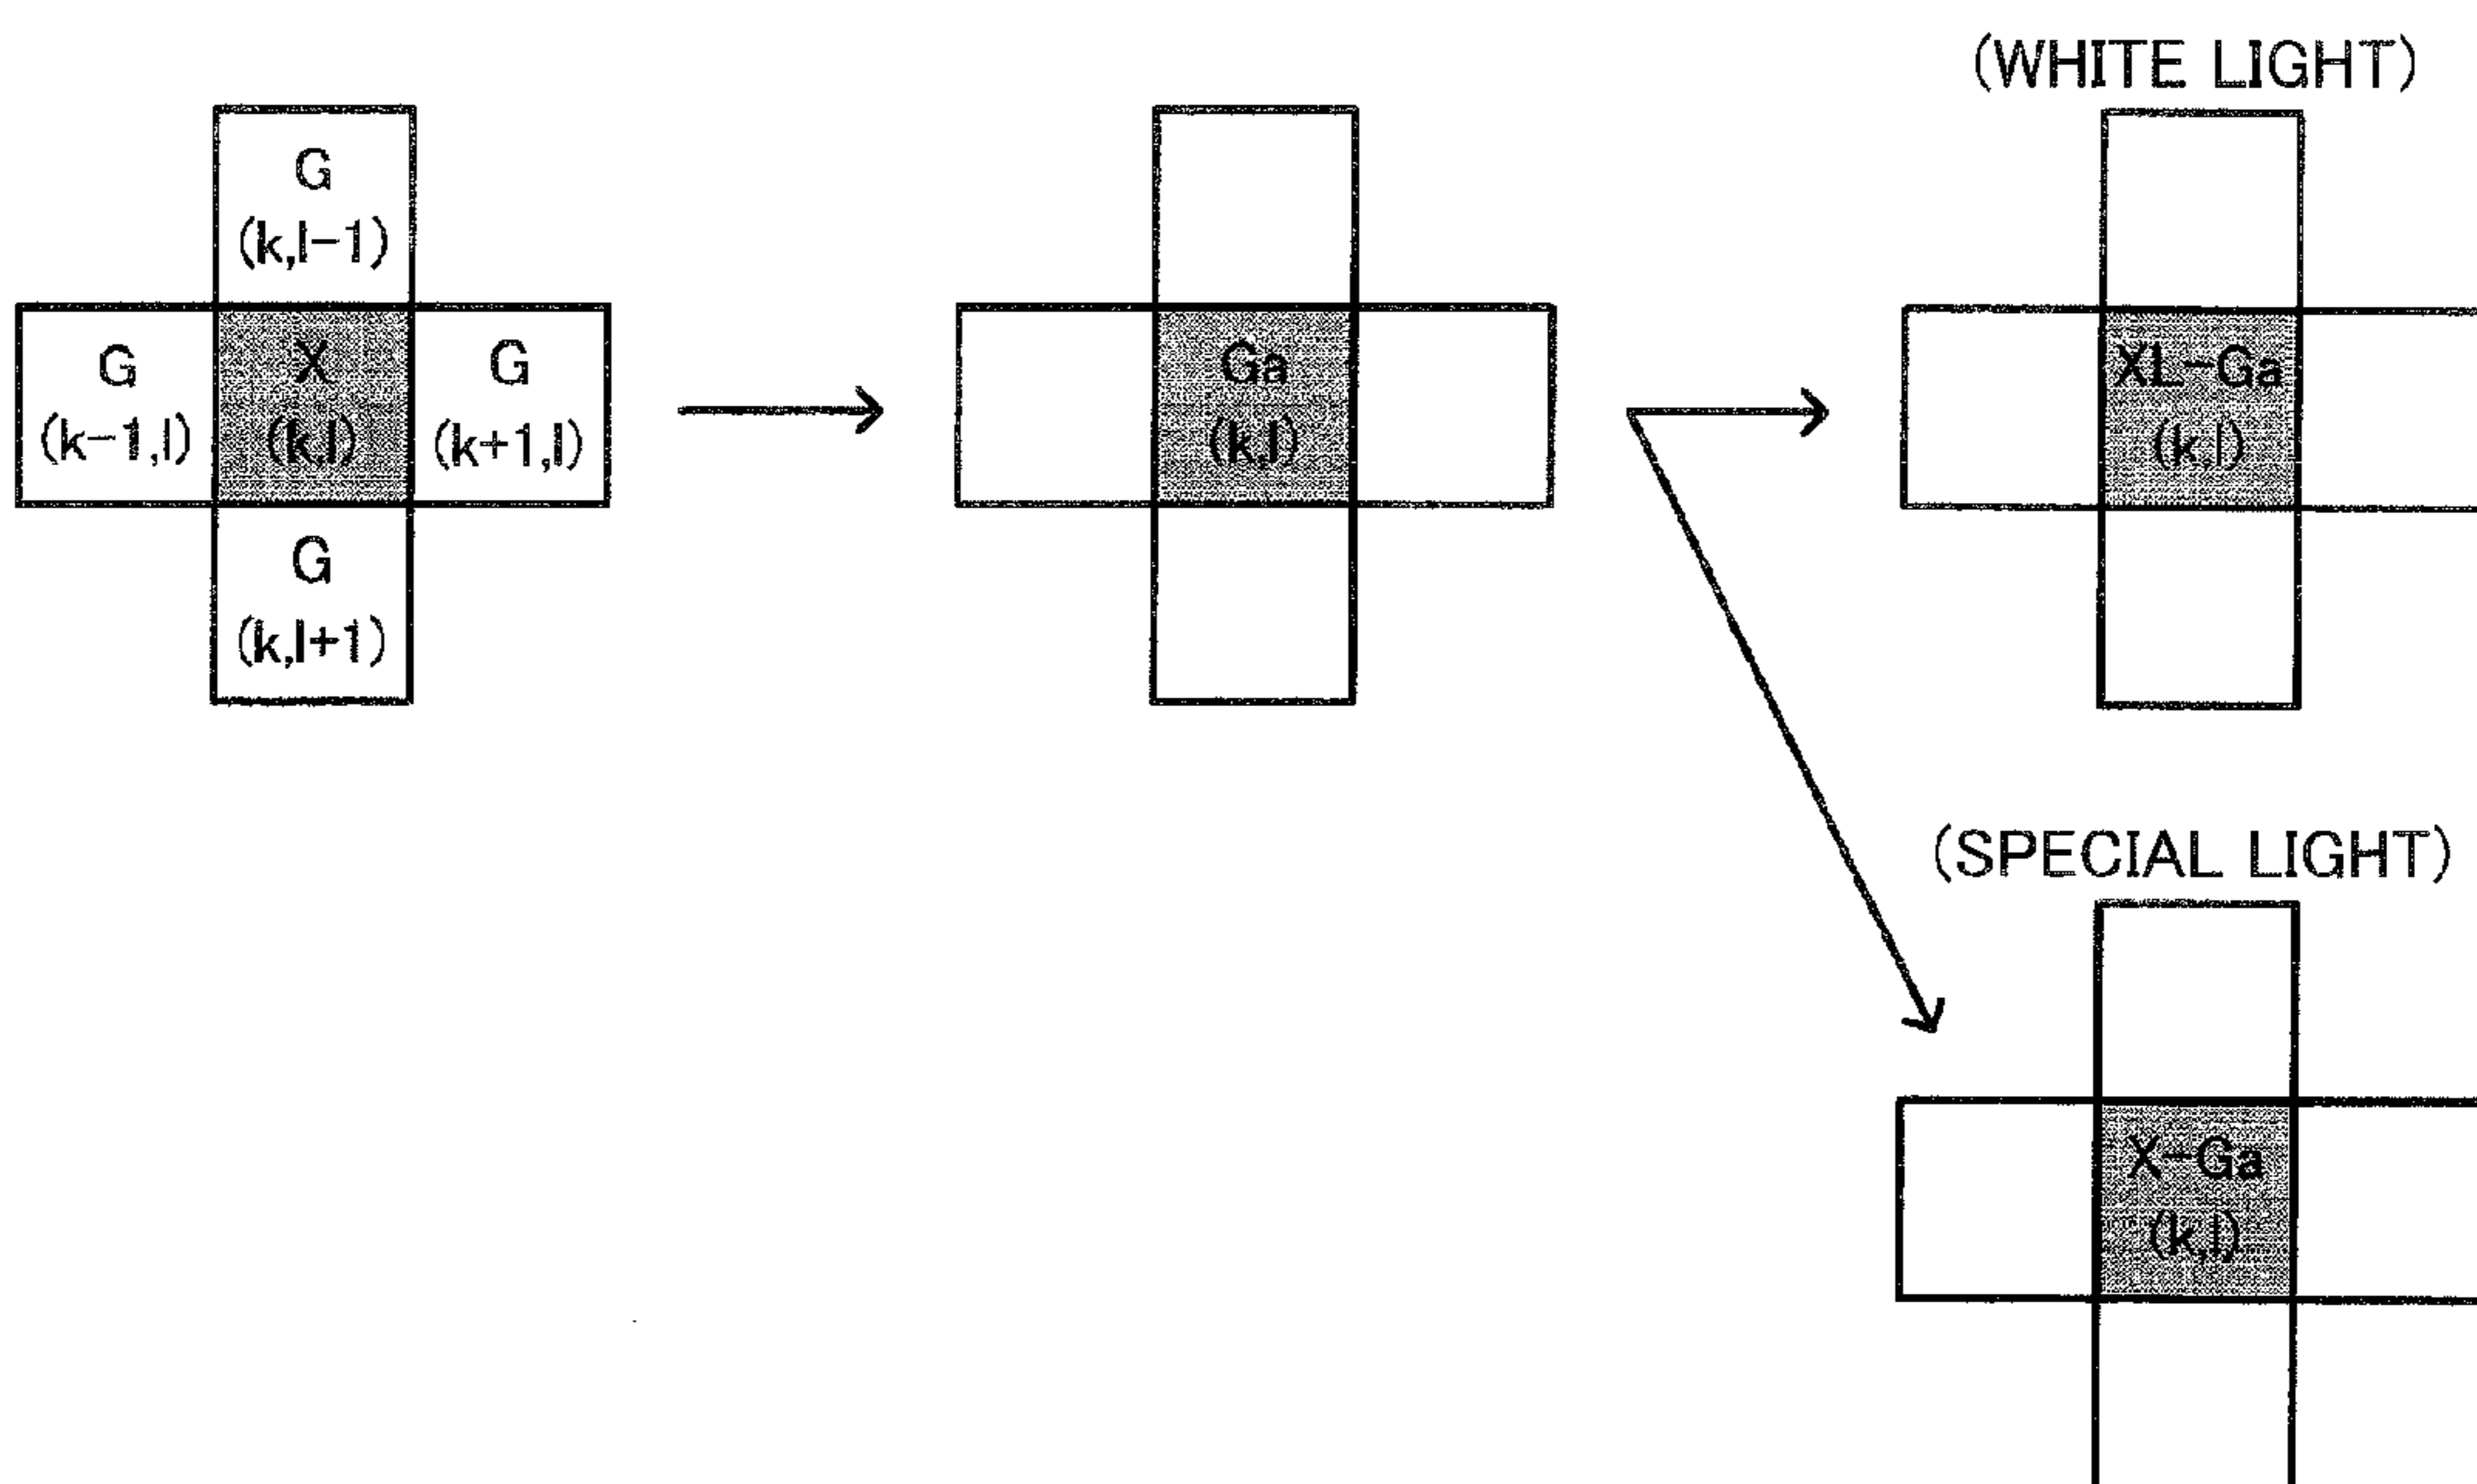 G
(k,l-1)
G
(k-1,l)
X
(k,l)
G
(k+1,l)
G
(k,l+1)
Ga
(k,l)
(WHITE LIGHT)
XL-Ga
(k,l)
(SPECIAL LIGHT)
X-Ga
(k,l)